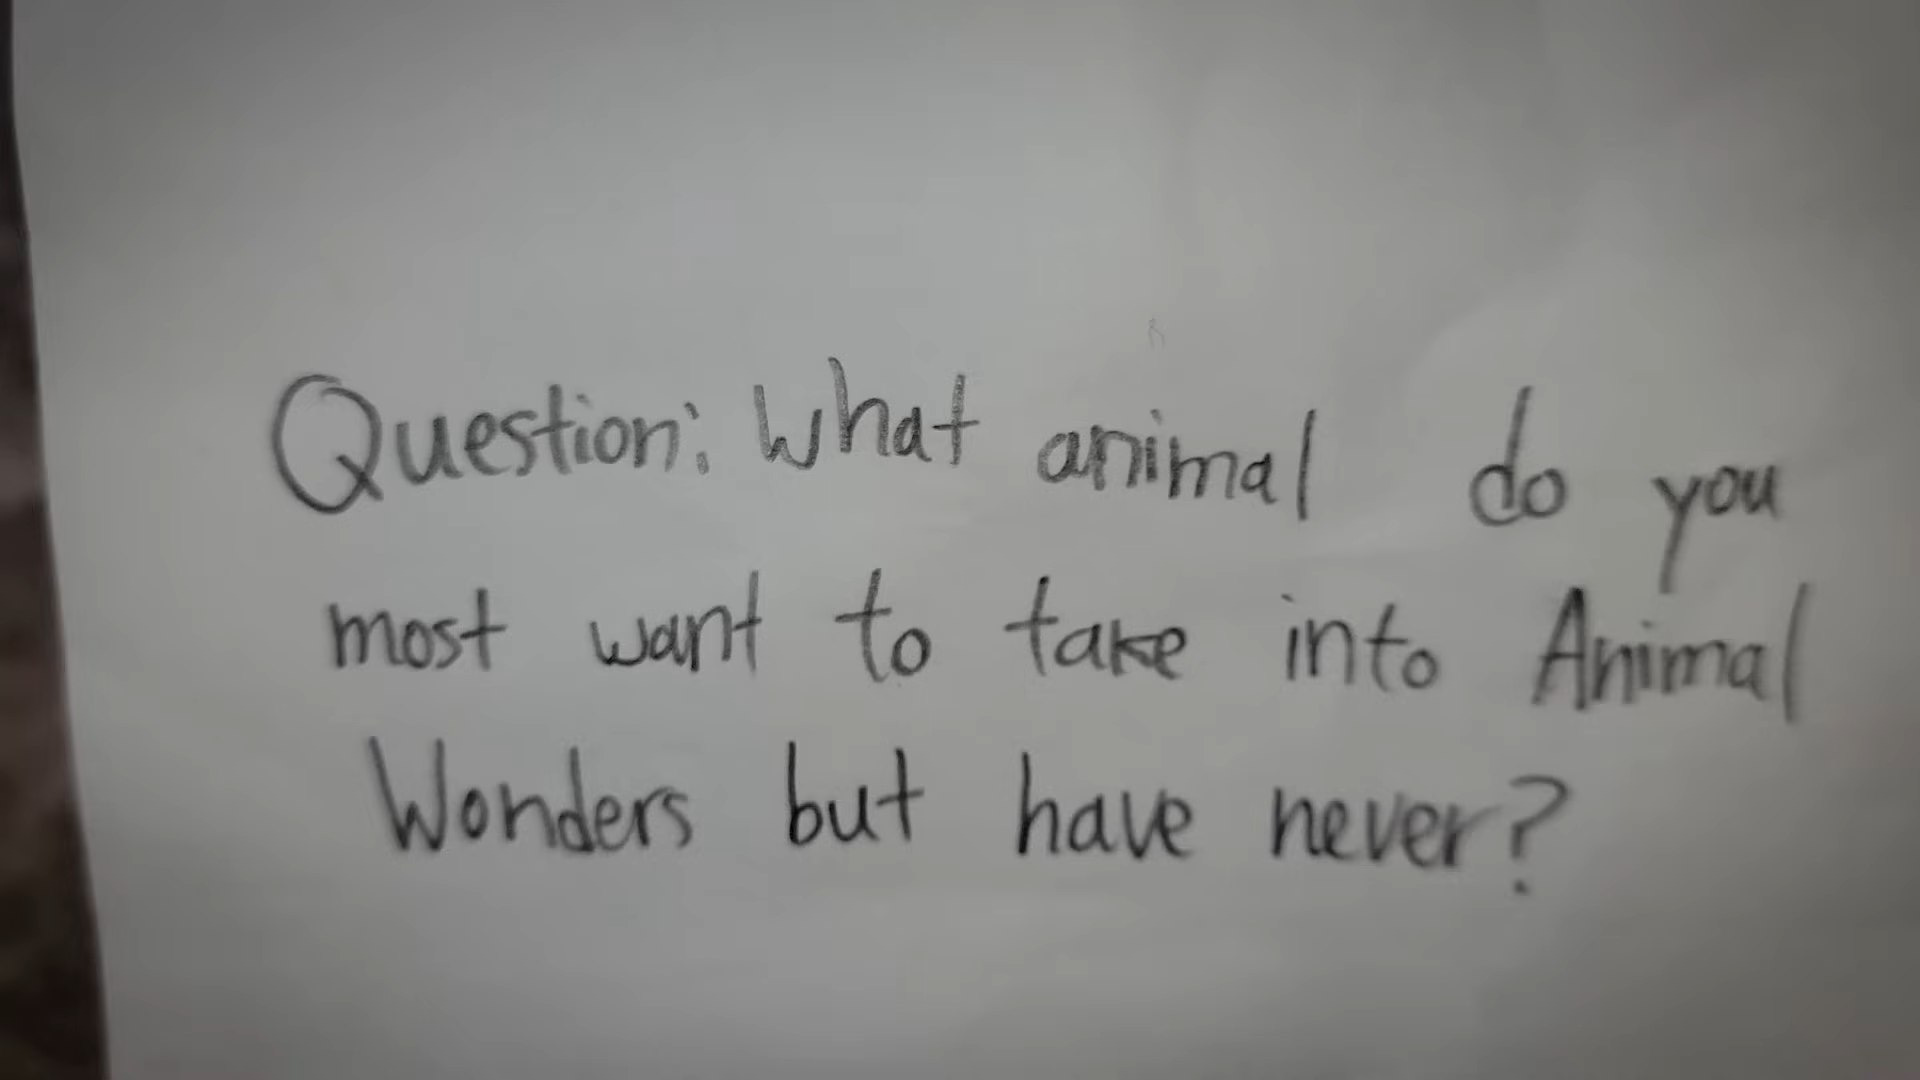 Question: What animal do you
most want to take into Animal
Wonders but have never?